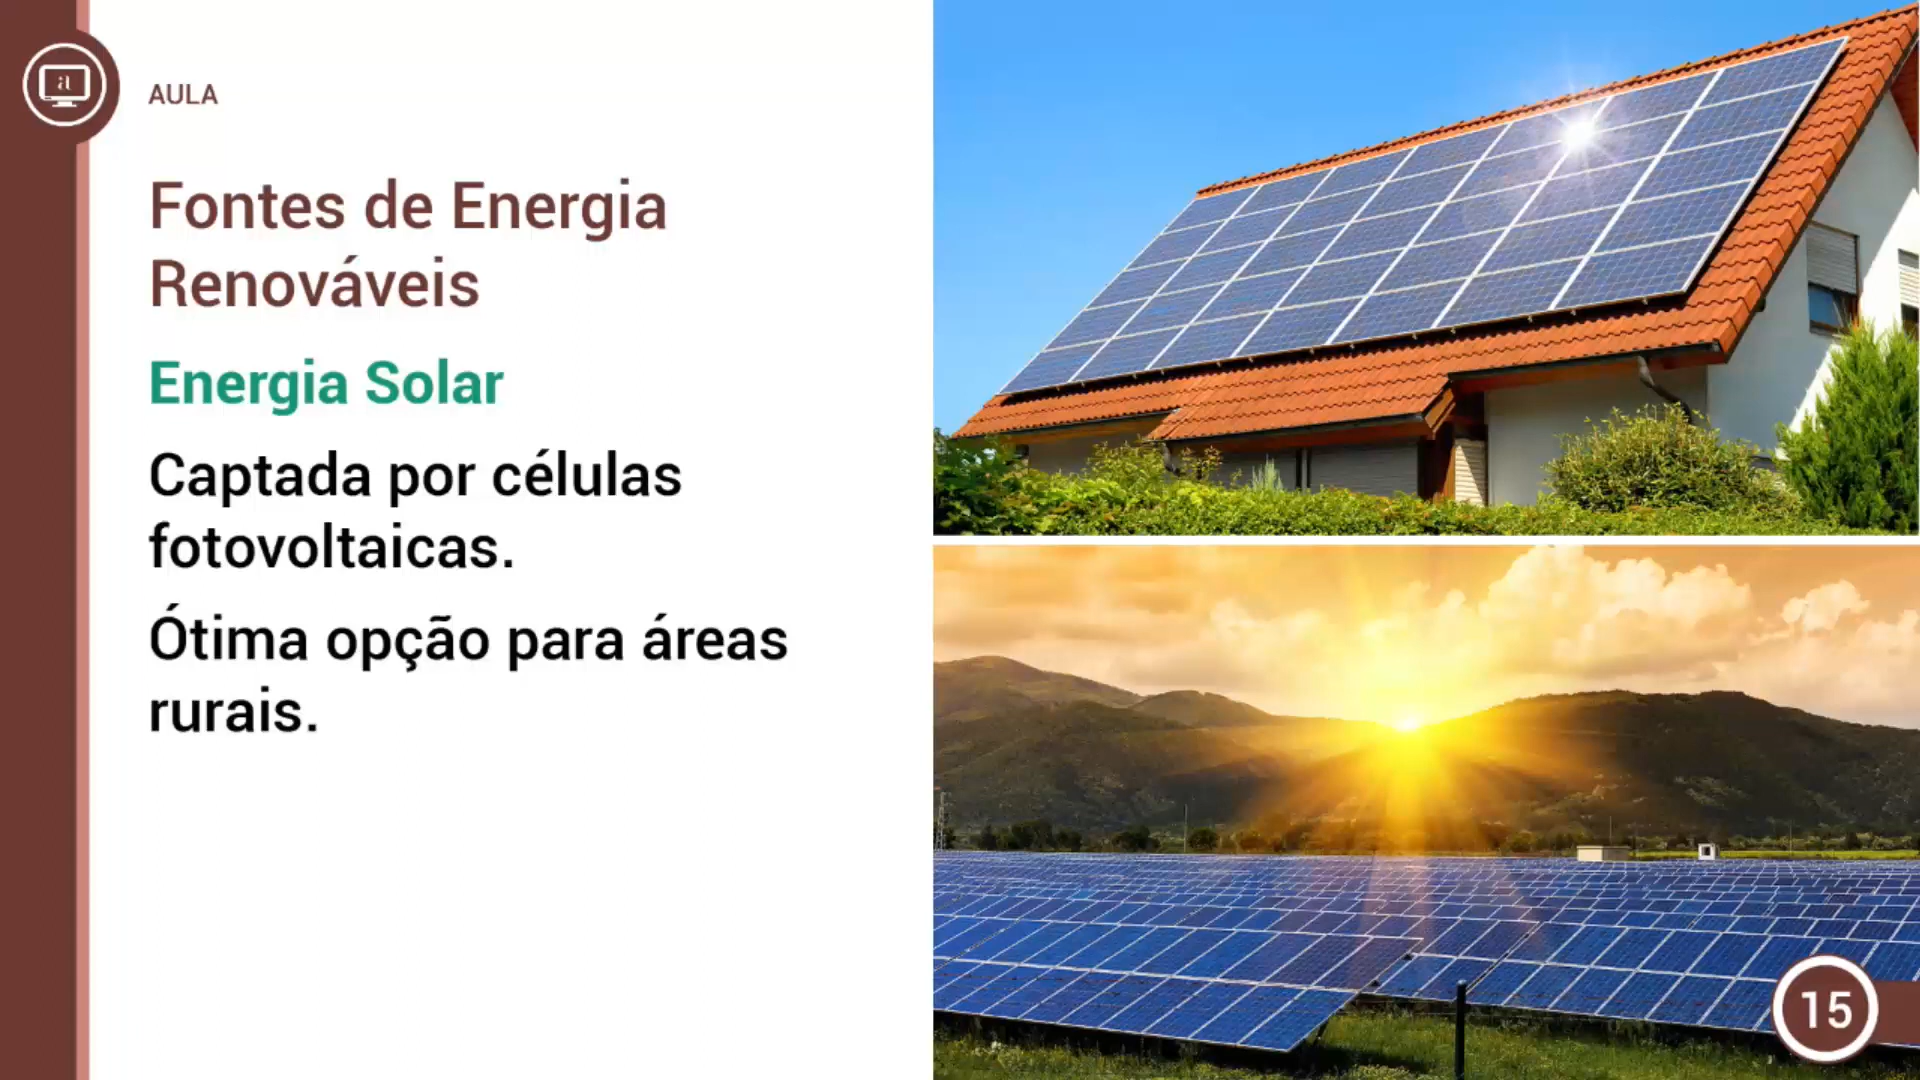 a
AULA
Fontes de Energia
Renováveis
Energia Solar
Captada por células
fotovoltaicas.
Ótima opção para áreas
rurais.
15